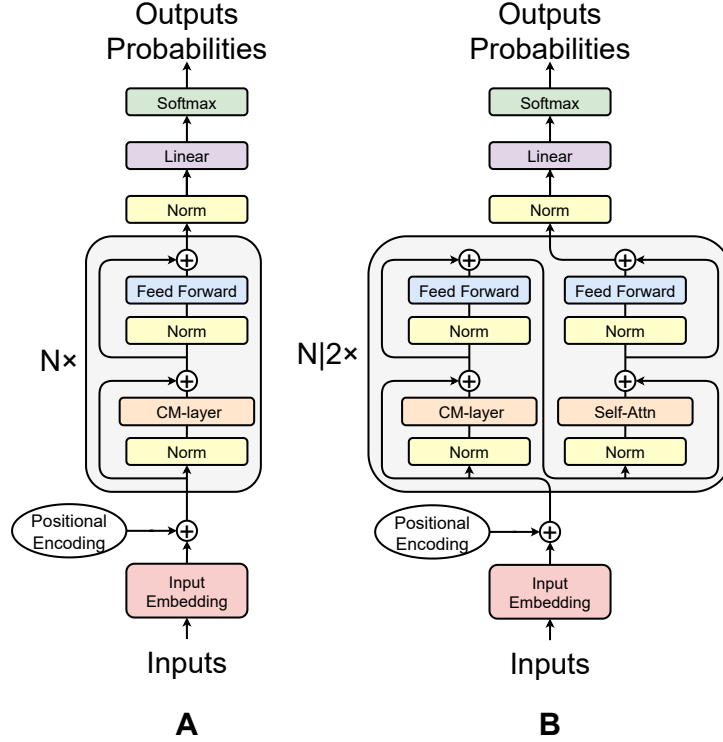 Outputs
Probabilities
Softmax
Linear
Norm
Feed Forward
Norm
N×
CM-layer
Norm
Positional
Encoding
Input
Embedding
Inputs
A
Outputs
Probabilities
Softmax
Linear
Norm
Feed Forward
Feed Forward
Norm
Norm
N|2×
CM-layer
Self-Attn
Norm
Norm
Positional
Encoding
Input
Embedding
Inputs
B